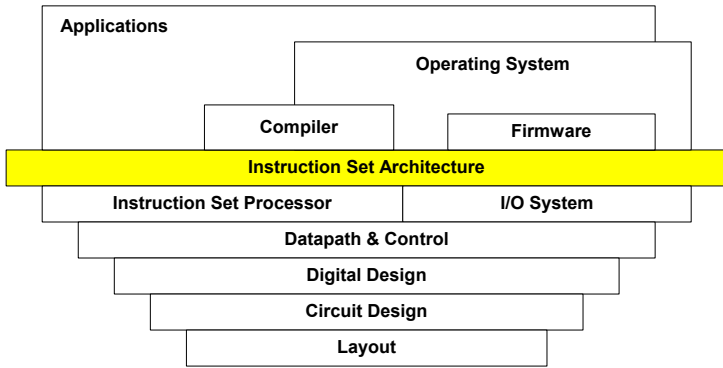 Applications
Operating System
Compiler
Firmware
Instruction Set Architecture
Instruction Set Processor
I/O System
Datapath & Control
Digital Design
Circuit Design
Layout